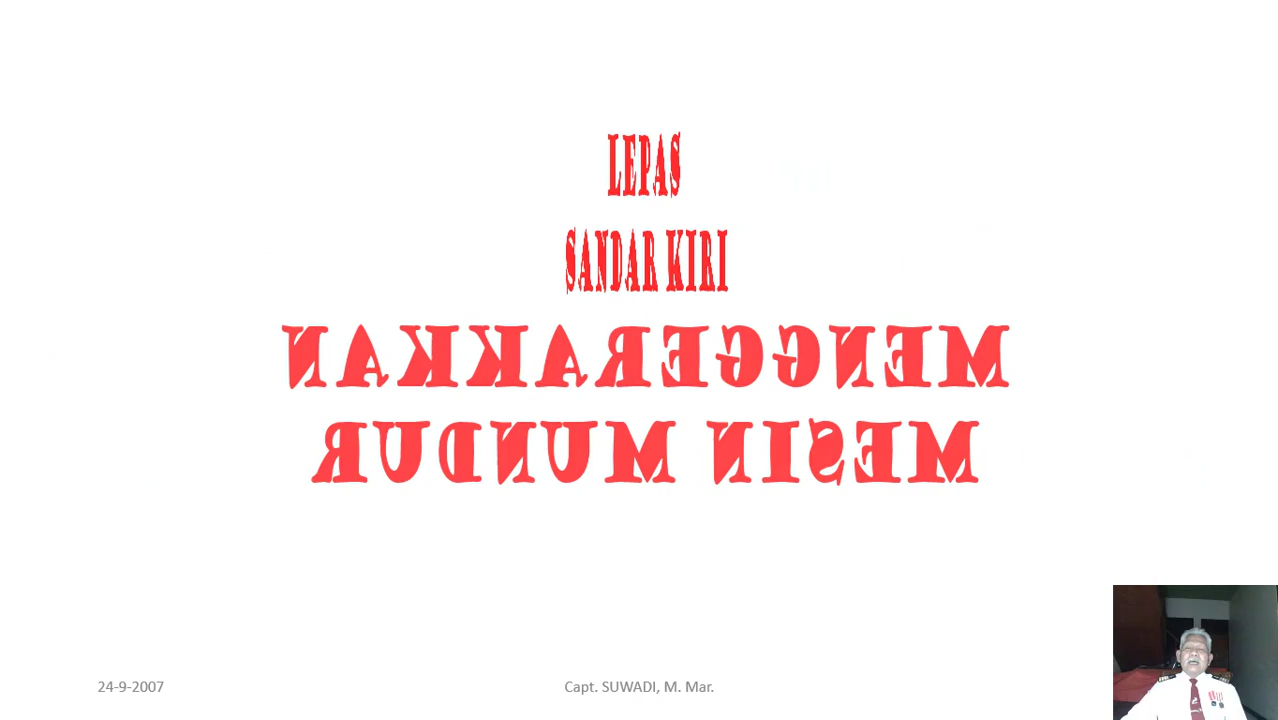 LEPAS
SANDAR KIRI
MENGGERAKKAN
MESIN MUNDUR
24-9-2007
Capt. SUWADI, M. Mar.